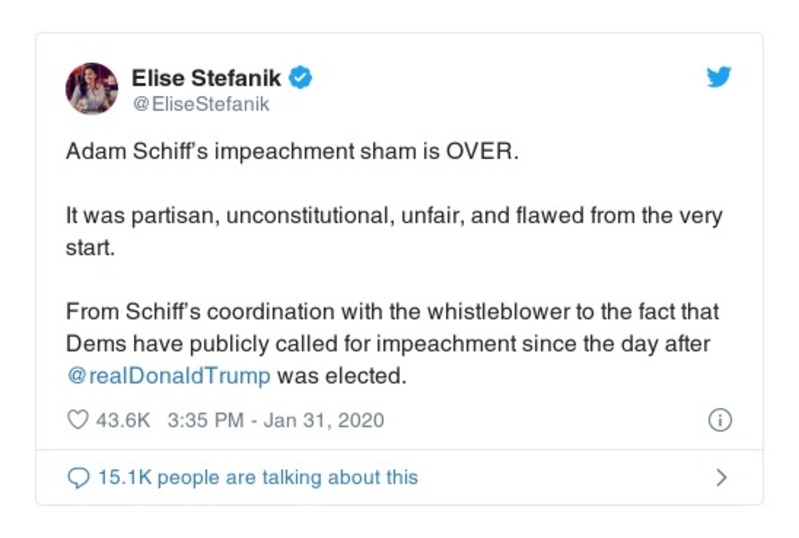 Elise Stefanik
@EliseStefanik
Adam Schiff's impeachment sham is OVER.
It was partisan, unconstitutional, unfair, and flawed from the very
start.
From Schiff's coordination with the whistleblower to the fact that
Dems have publicly called for impeachment since the day after
@realDonaldTrump was elected.
43.6K 3:35 PM - Jan 31, 2020
15.1K people are talking about this